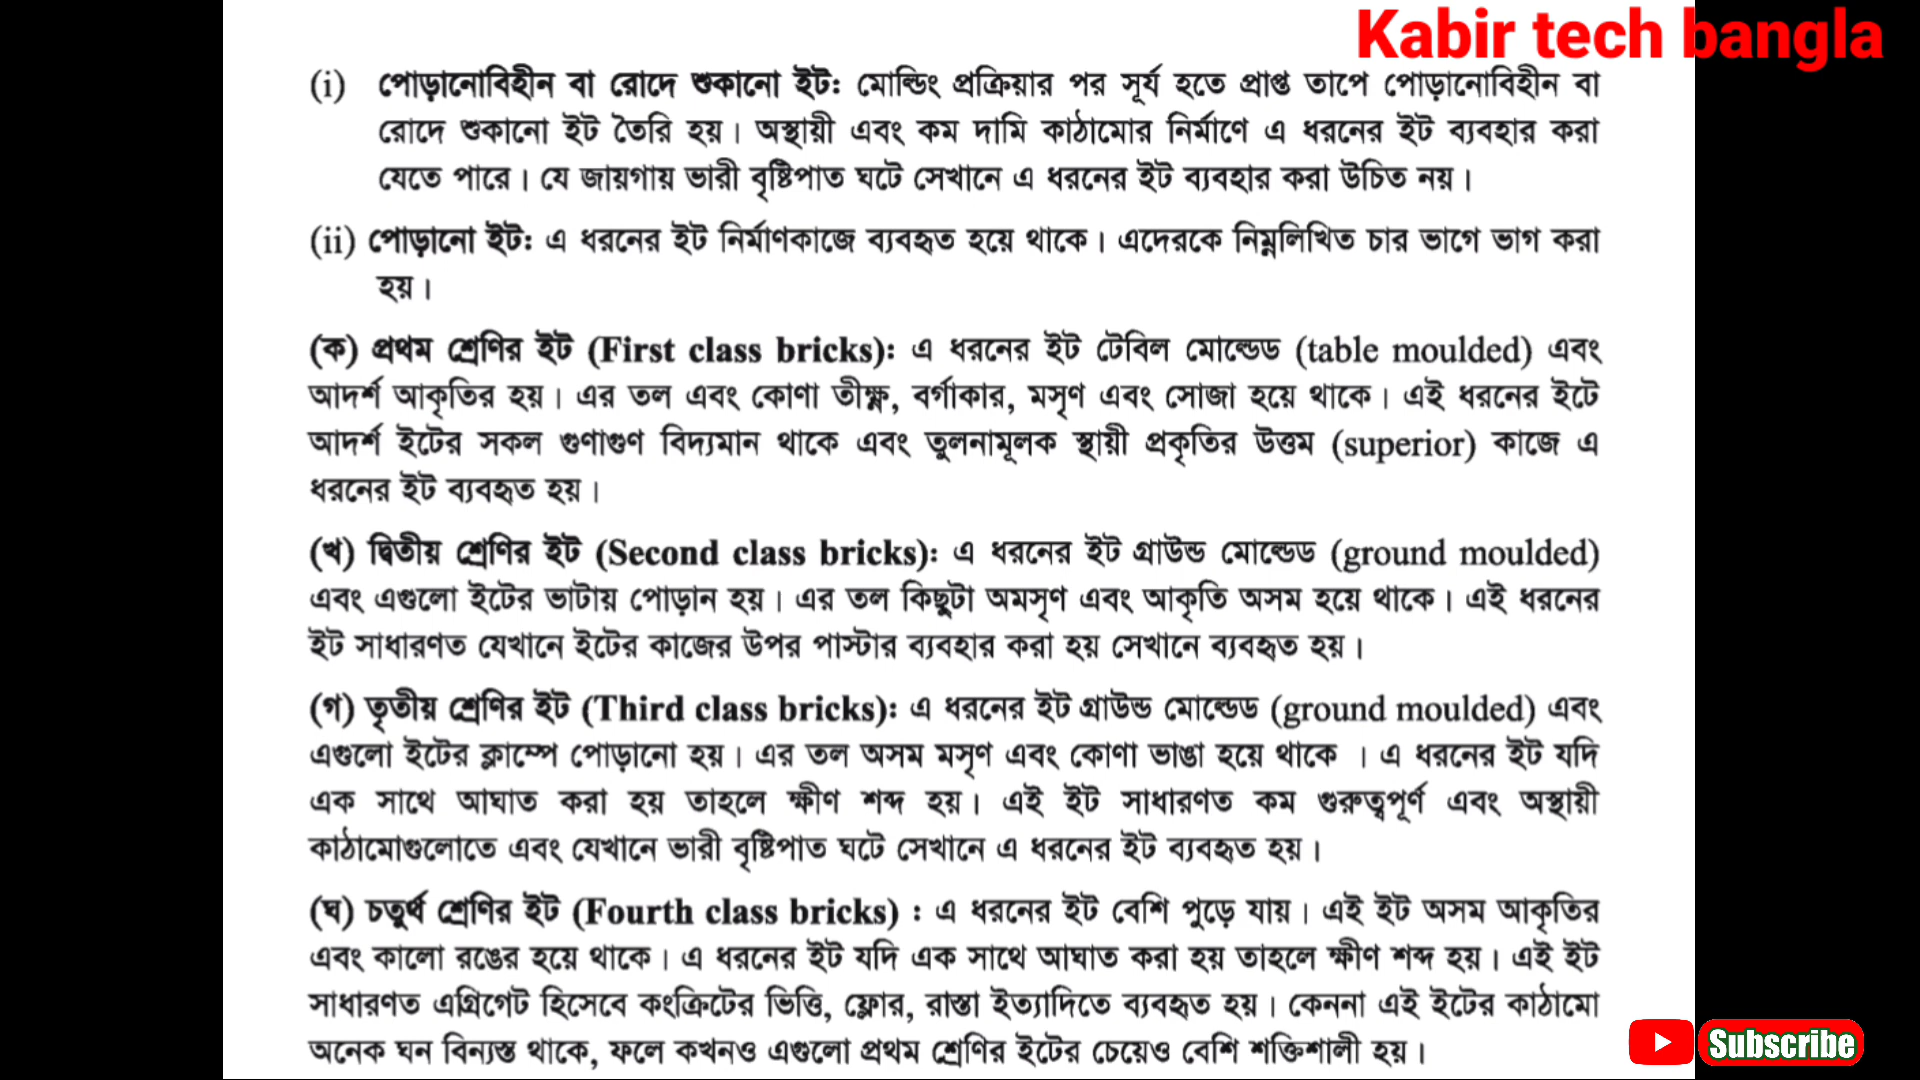 Kabir tech bangla
(i) পোড়ানোবিহীন বা রোদে শুকানো ইট: মোল্ডিং প্রক্রিয়ার পর সূর্য হতে প্রাপ্ত তাপে পোড়ানোবিহীন বা
রোদে শুকানো ইট তৈরি হয়। অস্থায়ী এবং কম দামি কাঠামোর নির্মাণে এ ধরনের ইট ব্যবহার করা
যেতে পারে। যে জায়গায় ভারী বৃষ্টিপাত ঘটে সেখানে এ ধরনের ইট ব্যবহার করা উচিত নয়।
(ii) পোড়ানো ইট: এ ধরনের ইট নির্মাণকাজে ব্যবহৃত হয়ে থাকে। এদেরকে নিম্নলিখিত চার ভাগে ভাগ করা
হয়।
(ক) প্রথম শ্রেণির ইট (First class bricks): এ ধরনের ইট টেবিল মোল্ডেড (table moulded) এবং
আদর্শ আকৃতির হয়। এর তল এবং কোণা তীক্ষ্ণ, বর্গাকার, মসৃণ এবং সোজা হয়ে থাকে। এই ধরনের ইটে
আদর্শ ইটের সকল গুণাগুণ বিদ্যমান থাকে এবং তুলনামূলক স্থায়ী প্রকৃতির উত্তম (superior) কাজে এ
ধরনের ইট ব্যবহৃত হয়।
(খ) দ্বিতীয় শ্রেণির ইট (Second class bricks): এ ধরনের ইট গ্রাউন্ড মোল্ডেড (ground moulded)
এবং এগুলো ইটের ভাটায় পোড়ান হয়। এর তল কিছুটা অমসৃণ এবং আকৃতি অসম হয়ে থাকে। এই ধরনের
ইট সাধারণত যেখানে ইটের কাজের উপর পাস্টার ব্যবহার করা হয় সেখানে ব্যবহৃত হয়।
(গ) তৃতীয় শ্রেণির ইট (Third class bricks): এ ধরনের ইট গ্রাউন্ড মোল্ডেড (ground moulded) এবং
এগুলো ইটের ক্লাম্পে পোড়ানো হয়। এর তল অসম মসৃণ এবং কোণা ভাঙা হয়ে থাকে । এ ধরনের ইট যদি
এক সাথে আঘাত করা হয় তাহলে ক্ষীণ শব্দ হয়। এই ইট সাধারণত কম গুরুত্বপূর্ণ এবং অস্থায়ী
কাঠামোগুলোতে এবং যেখানে ভারী বৃষ্টিপাত ঘটে সেখানে এ ধরনের ইট ব্যবহৃত হয়।
(ঘ) চতুর্থ শ্রেণির ইট (Fourth class bricks) : এ ধরনের ইট বেশি পুড়ে যায়। এই ইট অসম আকৃতির
এবং কালো রঙের হয়ে থাকে। এ ধরনের ইট যদি এক সাথে আঘাত করা হয় তাহলে ক্ষীণ শব্দ হয়। এই ইট
সাধারণত এগ্রিগেট হিসেবে কংক্রিটের ভিত্তি, ফ্লোর, রাস্তা ইত্যাদিতে ব্যবহৃত হয়। কেননা এই ইটের কাঠামো
অনেক ঘন বিন্যস্ত থাকে, ফলে কখনও এগুলো প্রথম শ্রেণির ইটের চেয়েও বেশি শক্তিশালী হয়।
Subscribe